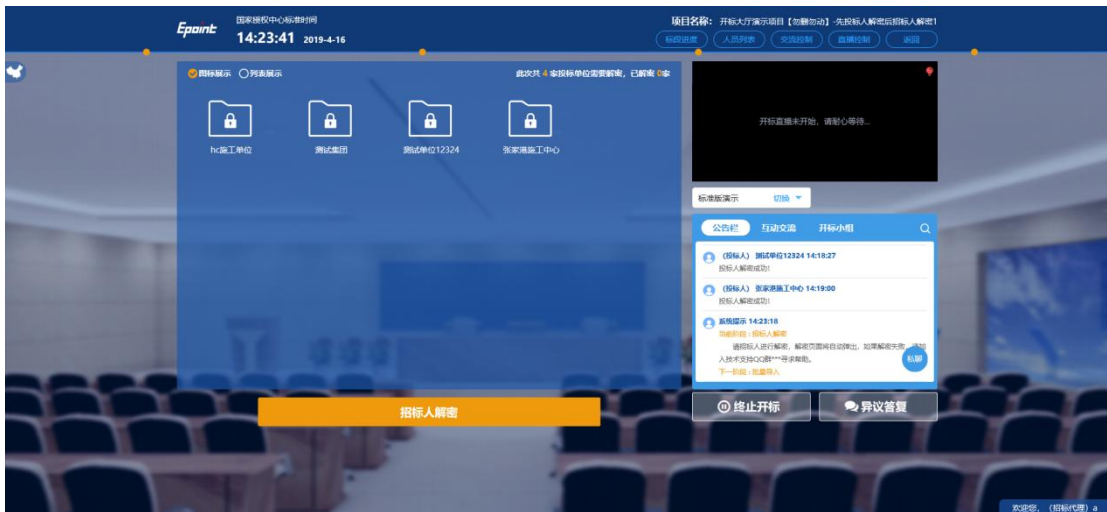 Epoint
国家授权中心标准时间
14:23:41 2019-4-16
项目名称： 开标大厅演示项目【勿删勿动】-先投标人解密后招标人解密1
标段进度 人员列表 交流控制 直播控制 返回
图标展示 列表展示
此次共 4 家投标单位需要解密，已解密 0家
hc施工单位 测试集团 测试单位12324 张家港施工中心
开标直播未开始，请耐心等待...
标准版演示 切换
公告栏 互动交流 开标小组
(投标人) 测试单位12324 14:18:27
投标人解密成功!
(投标人) 张家港施工中心 14:19:00
投标人解密成功!
系统提示 14:23:18
当前阶段：招标人解密
请招标人进行解密，解密页面将自动弹出，如果解密失败，请加
入技术支持QQ群***寻求帮助。
私聊
下一阶段：批量导入
招标人解密
终止开标 异议答复
欢迎您，(招标代理) a